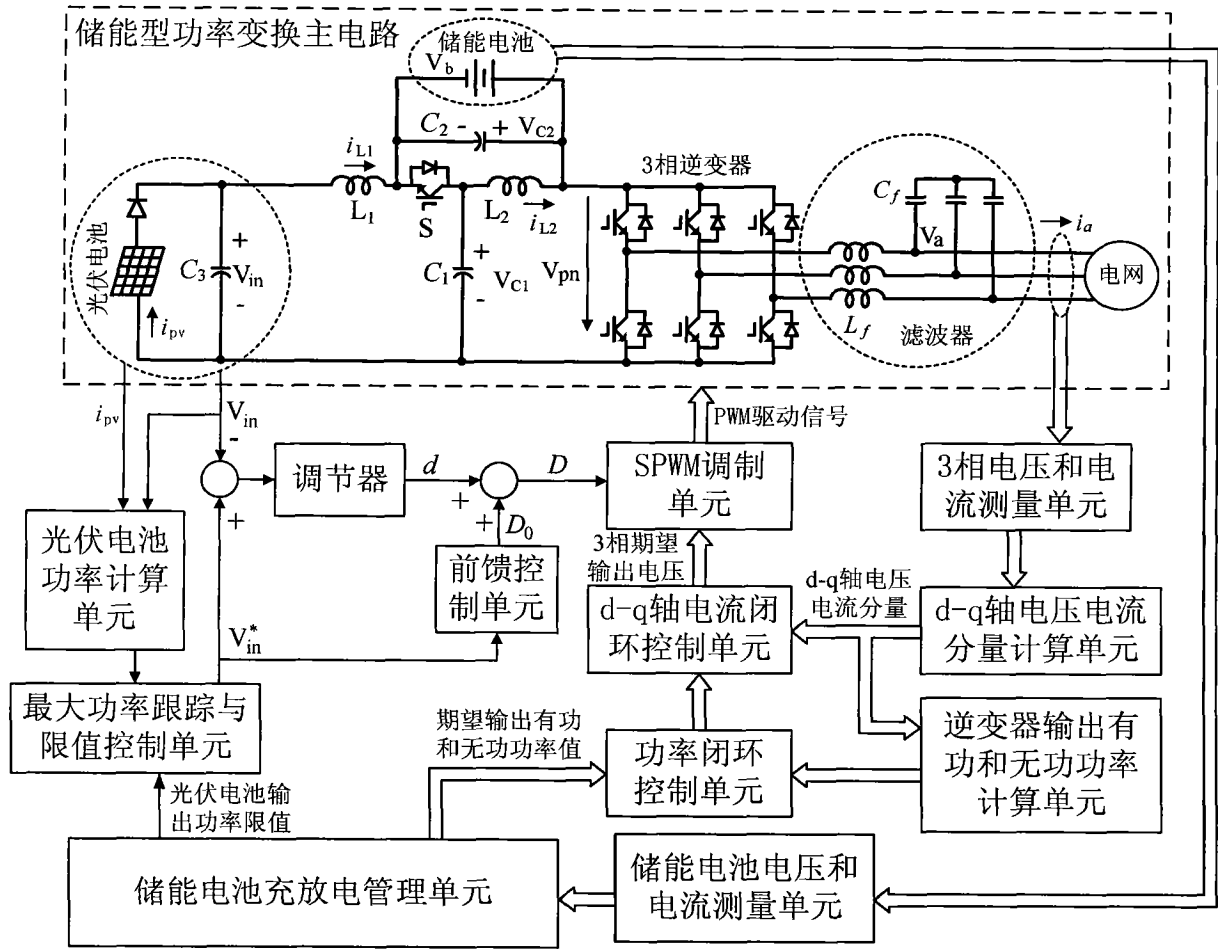 储能型功率变换主电路
储能电池
V_b
C_2 - + V_C2
i_L1
3相逆变器
L_1
S
L_2
i_L2
C_f
V_a
i_a
电网
光伏电池
C_3
+
V_in
-
i_pv
C_1
+
V_C1
-
V_pn
L_f
滤波器
i_pv
V_in
-
+
调节器
d
+
+
D_0
D
PWM驱动信号
SPWM调制
单元
3相电压和电
流测量单元
光伏电池
功率计算
单元
前馈控
制单元
3相期望
输出电压
d-q轴电压
电流分量
d-q轴电流闭
环控制单元
d-q轴电压电流
分量计算单元
V*_in
最大功率跟踪与
限值控制单元
期望输出有功
和无功功率值
功率闭环
控制单元
逆变器输出有
功和无功功率
计算单元
光伏电池输
出功率限值
储能电池充放电管理单元
储能电池电压和
电流测量单元